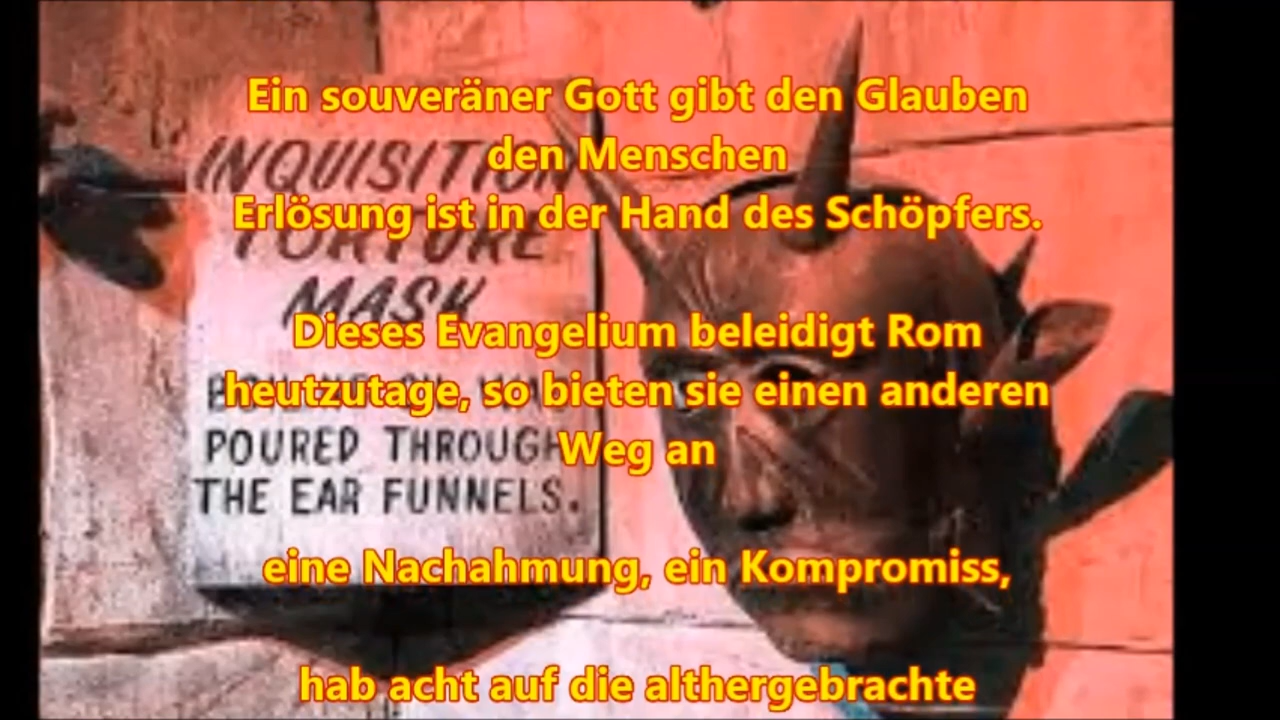 Ein souveräner Gott gibt den Glauben
den Menschen
Erlösung ist in der Hand des Schöpfers.
Dieses Evangelium beleidigt Rom
heutzutage, so bieten sie einen anderen
Weg an
eine Nachahmung, ein Kompromiss,
hab acht auf die althergebrachte
INQUISITION
TORTURE
MASK
POURED THROUGH
THE EAR FUNNELS.